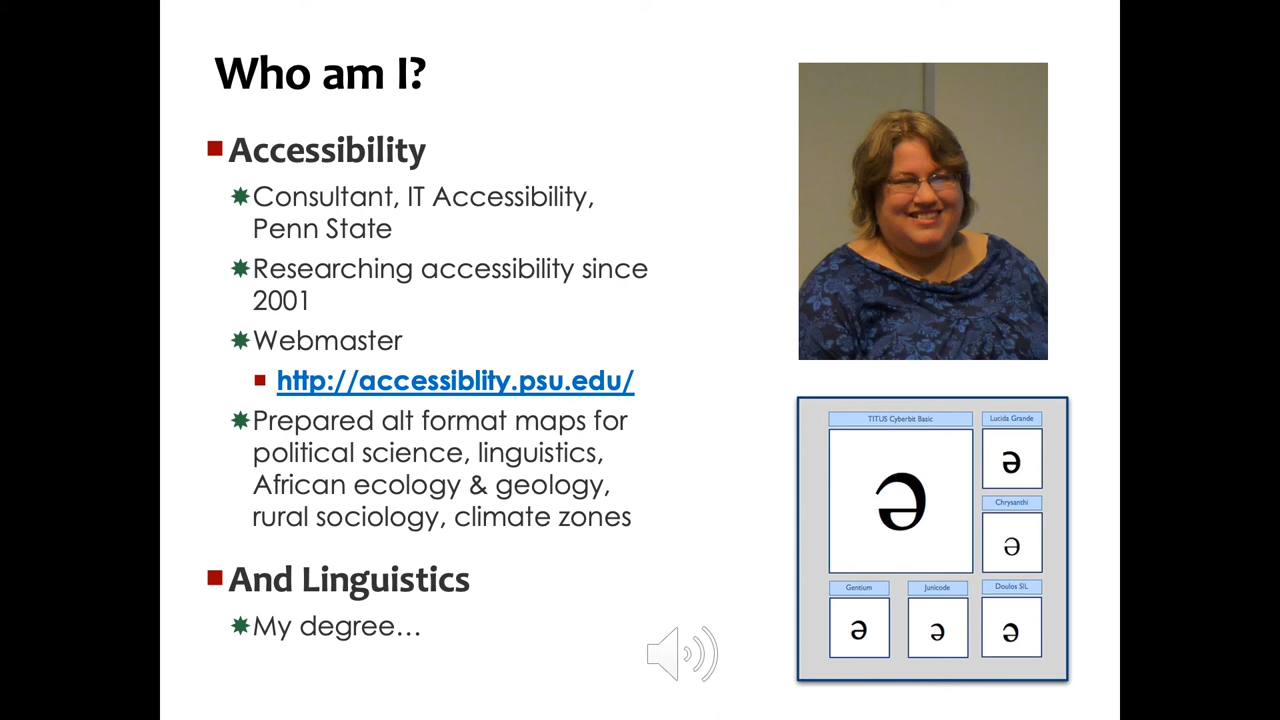 Who am I?
Accessibility
Consultant, IT Accessibility,
Penn State
Researching accessibility since
2001
Webmaster
http://accessiblity.psu.edu/
Prepared alt format maps for
political science, linguistics,
African ecology & geology,
rural sociology, climate zones
And Linguistics
My degree…
TITUS Cyberbit Basic
ə
Lucida Grande
ə
Chrysanthi
ə
Gentium
ə
Junicode
ə
Doulos SIL
ə